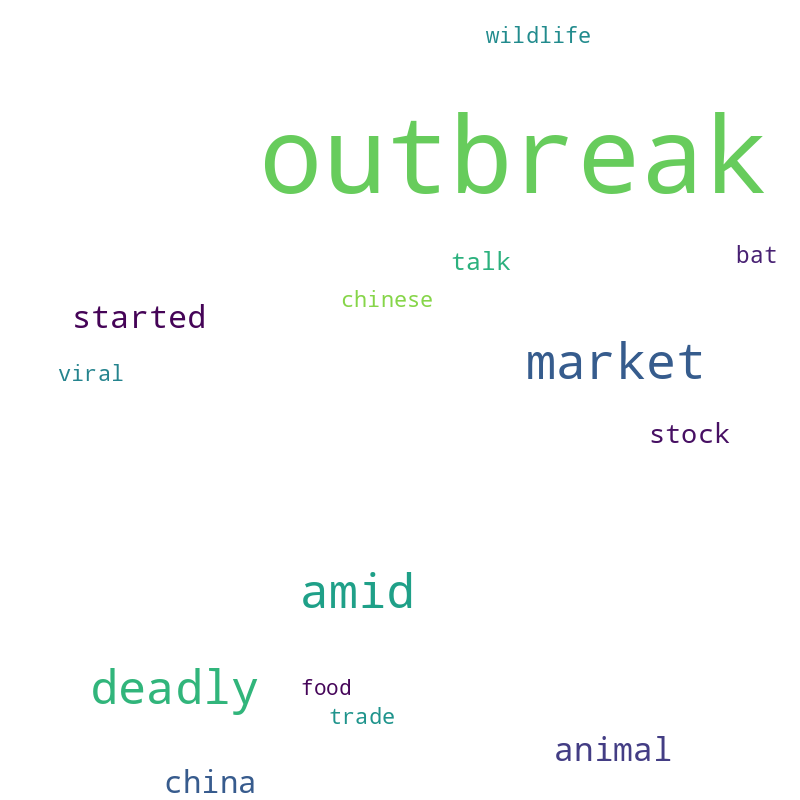 wildlife
outbreak
talk
bat
chinese
started
market
viral
stock
amid
deadly
food
trade
animal
china